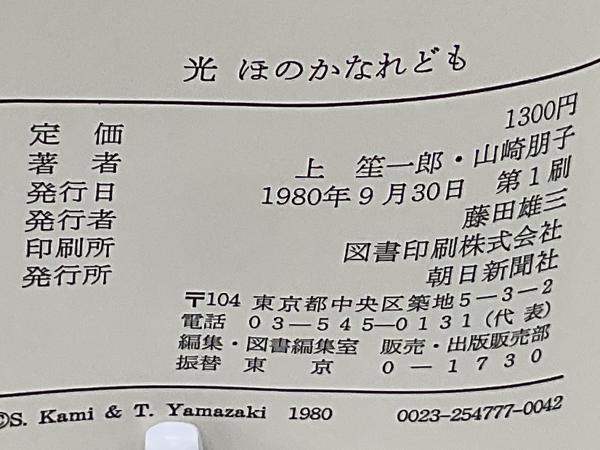 光 ほのかなれども
定 価 1300円
著 者 上 笙一郎・山崎朋子
発行日 1980年9月30日 第1刷
発行者 藤田雄三
印刷所 図書印刷株式会社
発行所 朝日新聞社
〒104 東京都中央区築地5―3―2
電話 03―545―0131(代 表)
編集・図書編集室 販売・出版販売部
振替 東 京 0―1730
©S. Kami & T. Yamazaki 1980 0023-254777-0042